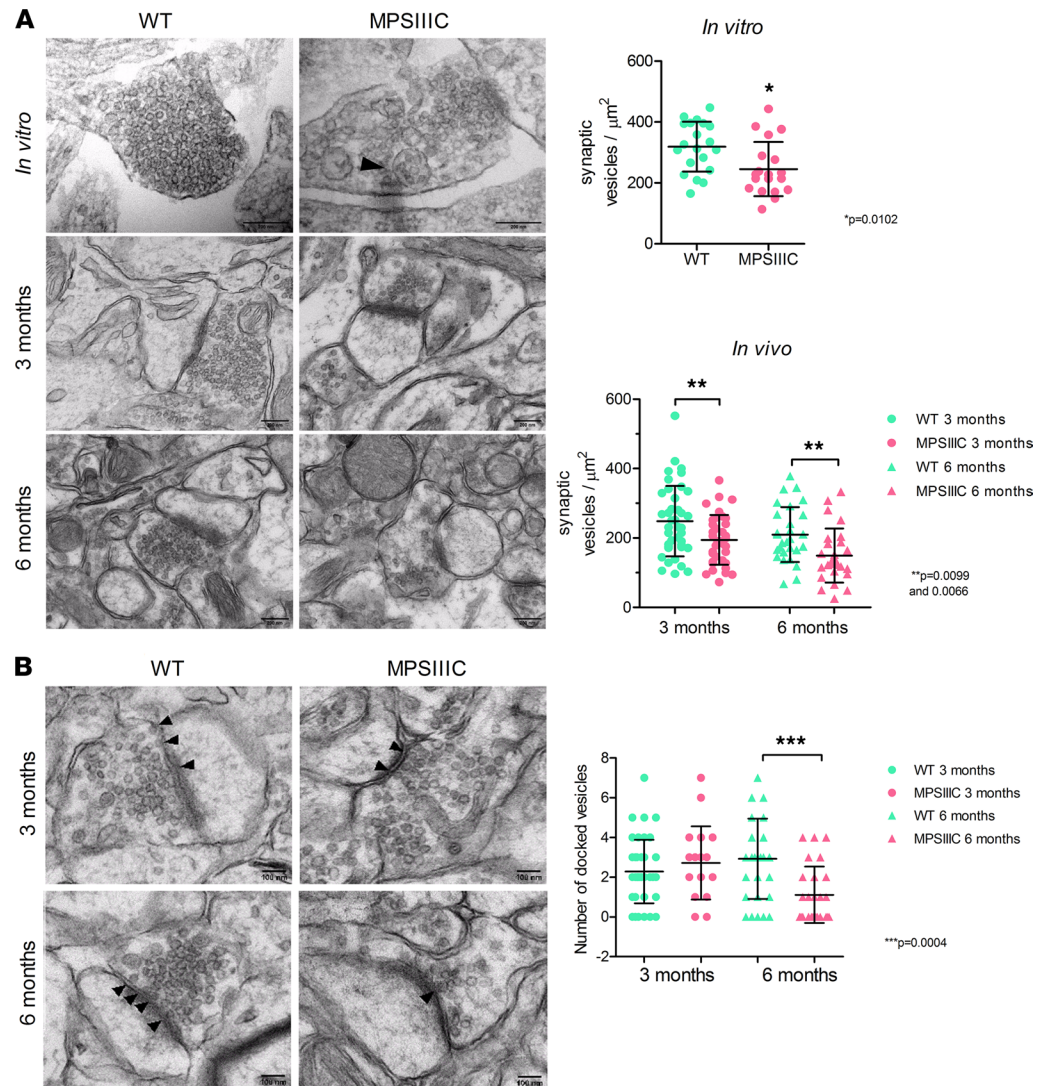 A
WT
MPSIIIC
In vitro
3 months
6 months
200 nm
In vitro
600
400
200
0
synaptic
vesicles / μm2
*
WT
MPSIIIC
*p=0.0102
In vivo
600
400
200
0
synaptic
vesicles / μm2
**
**
3 months
6 months
WT 3 months
MPSIIIC 3 months
WT 6 months
MPSIIIC 6 months
**p=0.0099
and 0.0066
B
WT
MPSIIIC
3 months
6 months
100 nm
100 nm
100 nm
100 nm
8
6
4
2
0
-2
Number of docked vesicles
***
3 months
6 months
WT 3 months
MPSIIIC 3 months
WT 6 months
MPSIIIC 6 months
***p=0.0004